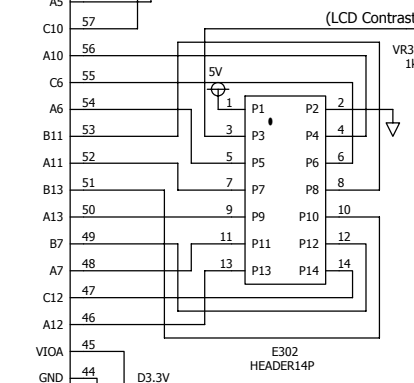 A5
(LCD Contrast
C10 57
VR3
A10 56
1k
C6 55
5V
A6 54
1 P1 P2 2
B11 53
3 P3 P4 4
A11 52
5 P5 P6 6
B13 51
7 P7 P8 8
A13 50
9 P9 P10 10
B7 49
11 P11 P12 12
A7 48
13 P13 P14 14
C12 47
A12 46
VIOA 45
E302
HEADER14P
GND 44
D3.3V